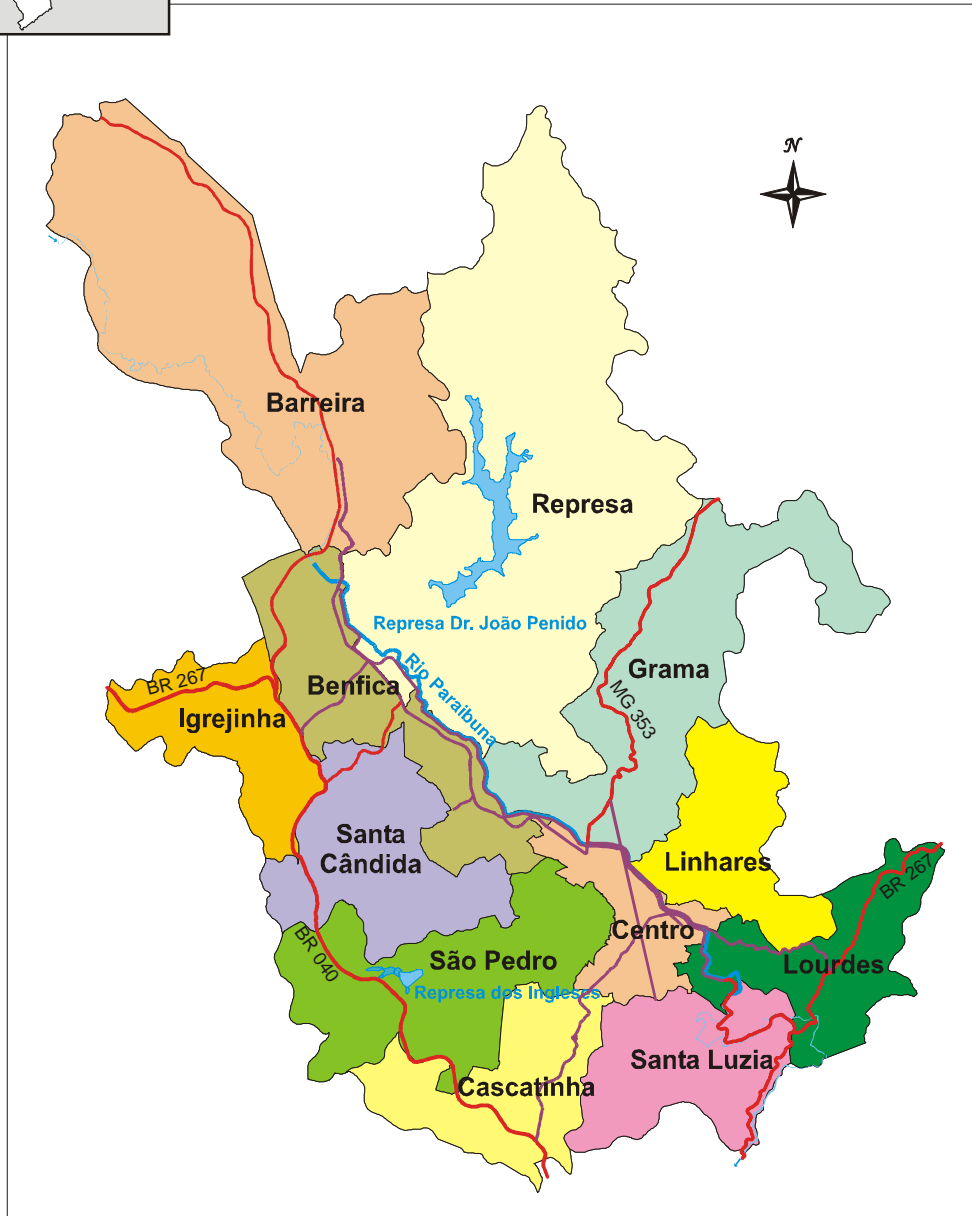 N
Barreira
Represa
Represa Dr. João Penido
Grama
BR 267
Benfica
Rio Paraibuna
MG 353
Igrejinha
Santa
Cândida
Linhares
BR 267
Centro
BR 040
São Pedro
Lourdes
Represa dos Ingleses
Santa Luzia
Cascatinha